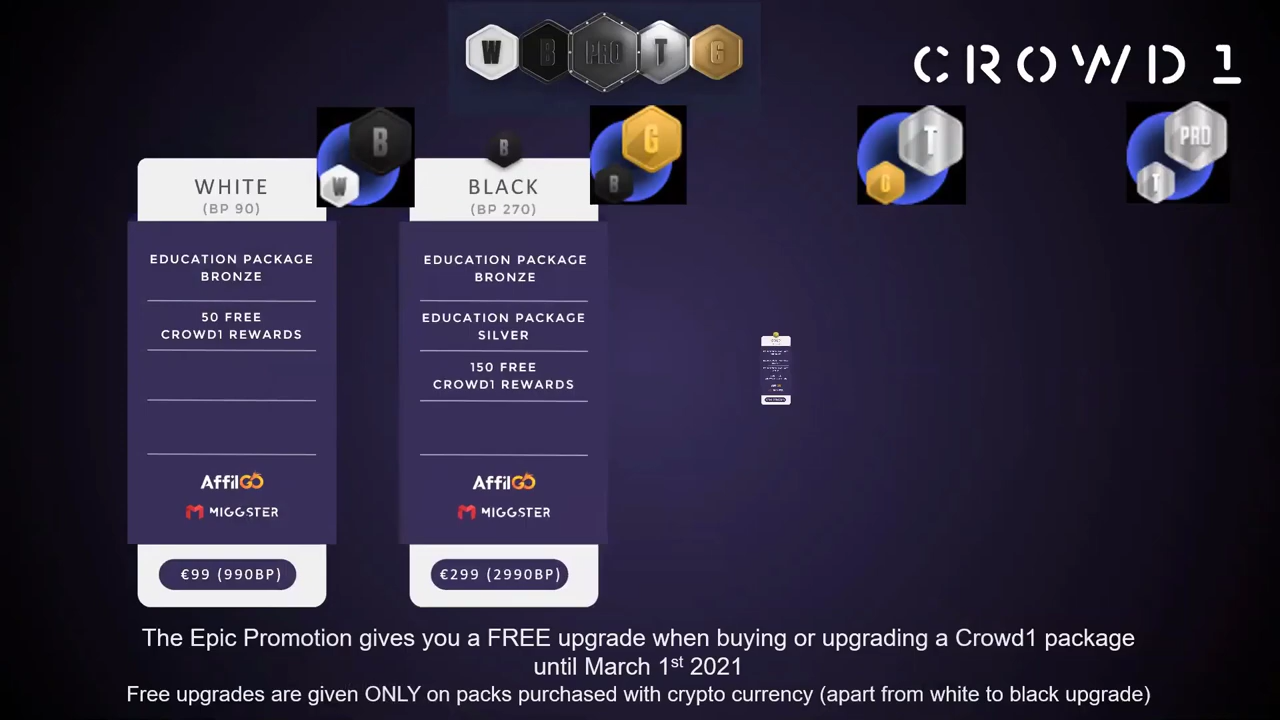 W B PRO T G
CROWD1
B
W
B
G
B
T
G
PRO
T
WHITE
(BP 90)
EDUCATION PACKAGE
BRONZE
50 FREE
CROWD1 REWARDS
AffilGO
MIGGSTER
€99 (990BP)
BLACK
(BP 270)
EDUCATION PACKAGE
BRONZE
EDUCATION PACKAGE
SILVER
150 FREE
CROWD1 REWARDS
AffilGO
MIGGSTER
€299 (2990BP)
The Epic Promotion gives you a FREE upgrade when buying or upgrading a Crowd1 package
until March 1st 2021
Free upgrades are given ONLY on packs purchased with crypto currency (apart from white to black upgrade)